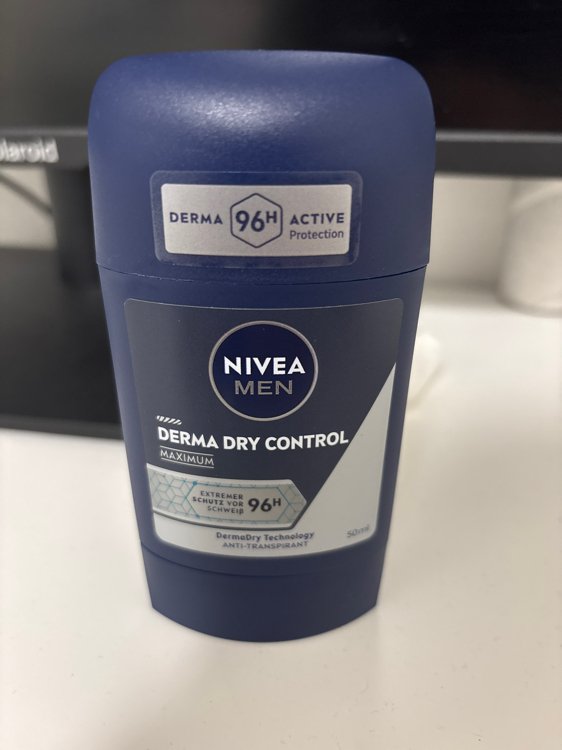 olaroid
DERMA 96H ACTIVE
Protection
NIVEA
MEN
DERMA DRY CONTROL
MAXIMUM
EXTREMER
SCHUTZ VOR
SCHWEIß
96H
DermaDry Technology
ANTI-TRANSPIRANT
50ml